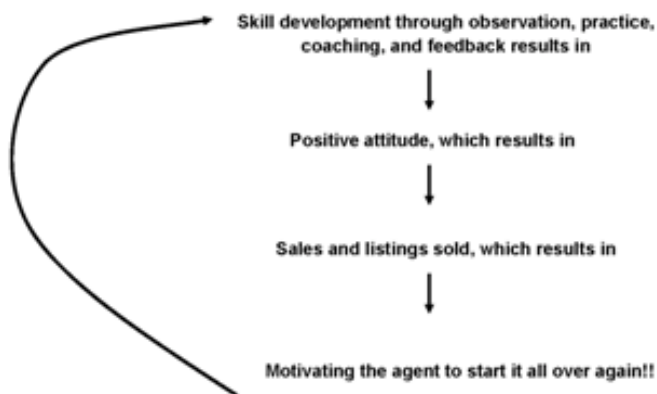 Skill development through observation, practice,
coaching, and feedback results in
Positive attitude, which results in
Sales and listings sold, which results in
Motivating the agent to start it all over again!!